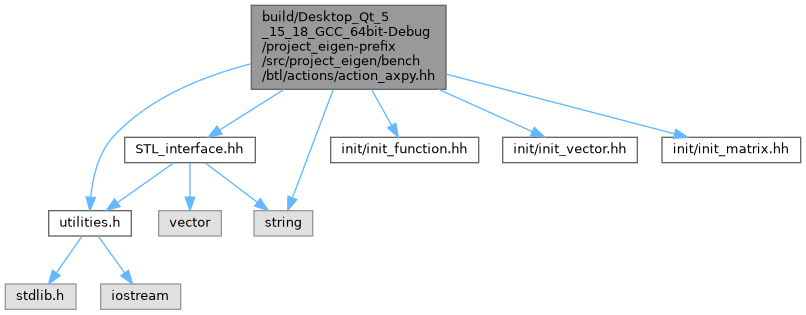 build/Desktop_Qt_5
_15_18_GCC_64bit-Debug
/project_eigen-prefix
/src/project_eigen/bench
/btl/actions/action_axpy.hh
STL_interface.hh
init/init_function.hh
init/init_vector.hh
init/init_matrix.hh
utilities.h
vector
string
stdlib.h
iostream